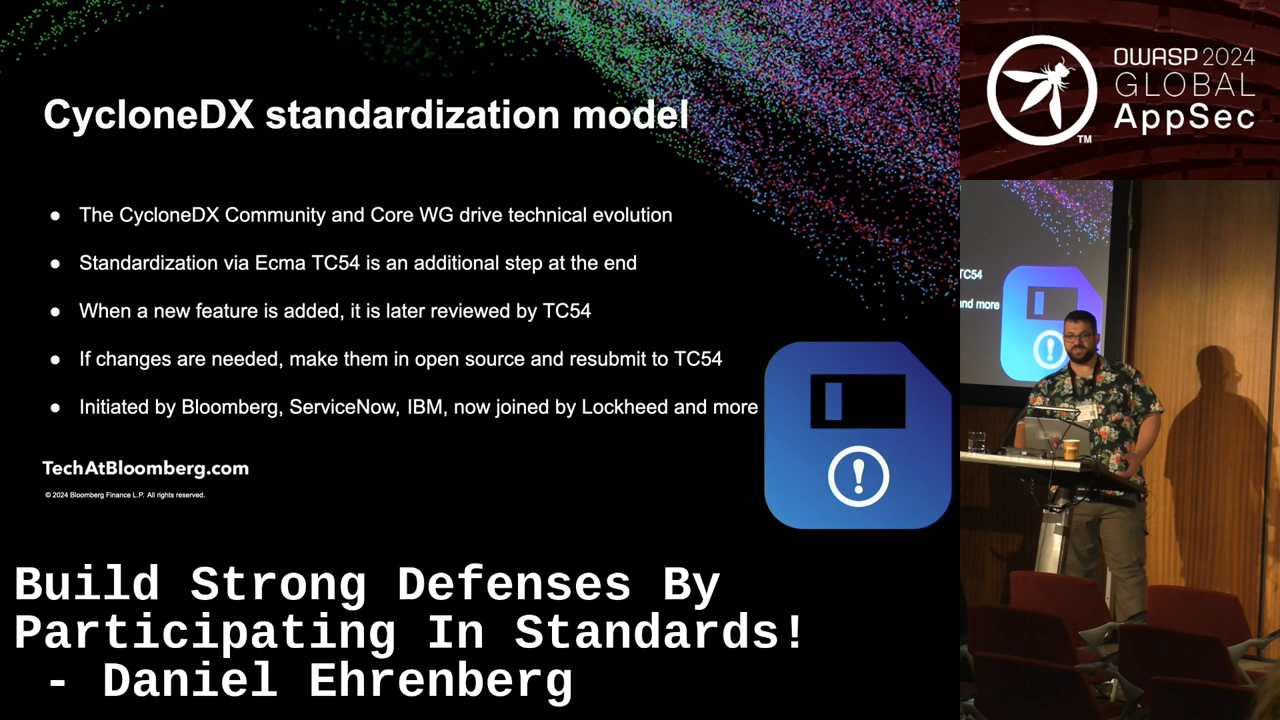 CycloneDX standardization model
● The CycloneDX Community and Core WG drive technical evolution
● Standardization via Ecma TC54 is an additional step at the end
● When a new feature is added, it is later reviewed by TC54
● If changes are needed, make them in open source and resubmit to TC54
● Initiated by Bloomberg, ServiceNow, IBM, now joined by Lockheed and more
TechAtBloomberg.com
© 2024 Bloomberg Finance L.P. All rights reserved.
Build Strong Defenses By
Participating In Standards!
- Daniel Ehrenberg
OWASP 2024
GLOBAL
AppSec
TM
TC54
and more